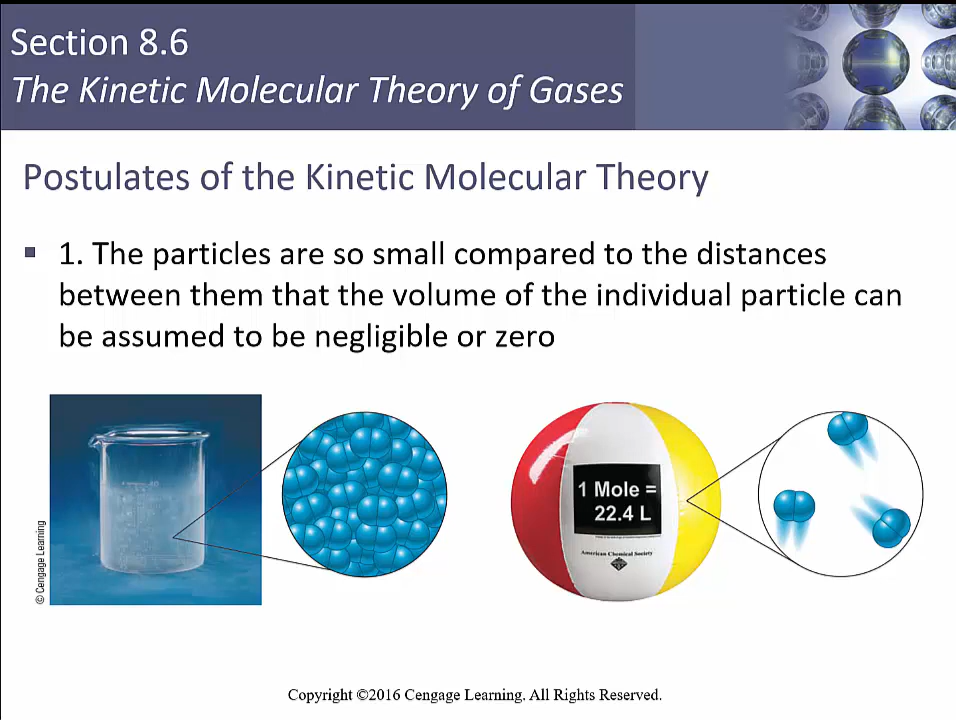 Section 8.6
The Kinetic Molecular Theory of Gases
Postulates of the Kinetic Molecular Theory
1. The particles are so small compared to the distances
between them that the volume of the individual particle can
be assumed to be negligible or zero
© Cengage Learning
1 Mole =
22.4 L
American Chemical Society
Copyright ©2016 Cengage Learning. All Rights Reserved.